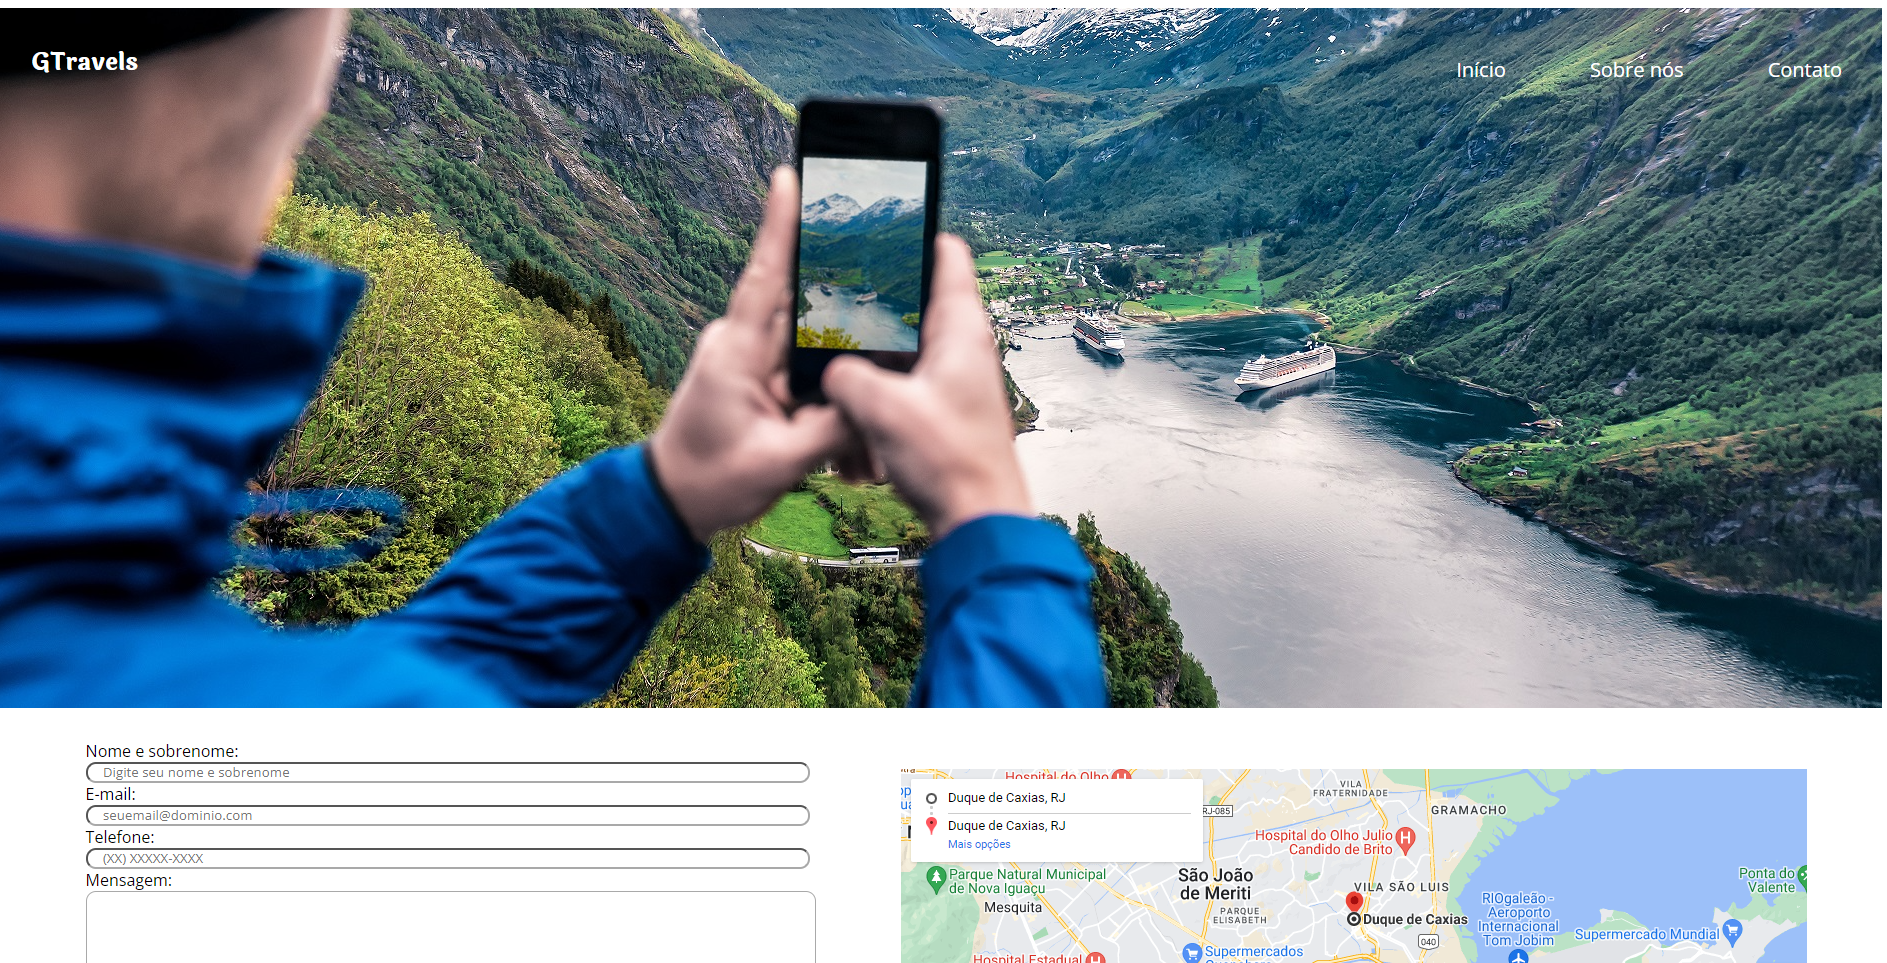 GTravels
Início
Sobre nós
Contato
Nome e sobrenome:
Digite seu nome e sobrenome
E-mail:
seuemail@dominio.com
Telefone:
(XX) XXXXX-XXXX
Mensagem:
Hospital do Olho
Duque de Caxias, RJ
Duque de Caxias, RJ
Mais opções
RJ-085
VILA
FRATERNIDADE
GRAMACHO
Hospital do Olho Julio
Candido de Brito
Parque Natural Municipal
de Nova Iguaçu
Mesquita
São João
de Meriti
PARQUE
ELISABETH
VILA SÃO LUIS
Duque de Caxias
040
RIOgaleão -
Aeroporto
Internacional
Tom Jobim
Ponta do
Valente
Supermercado Mundial
Supermercados
Hospital Estadual